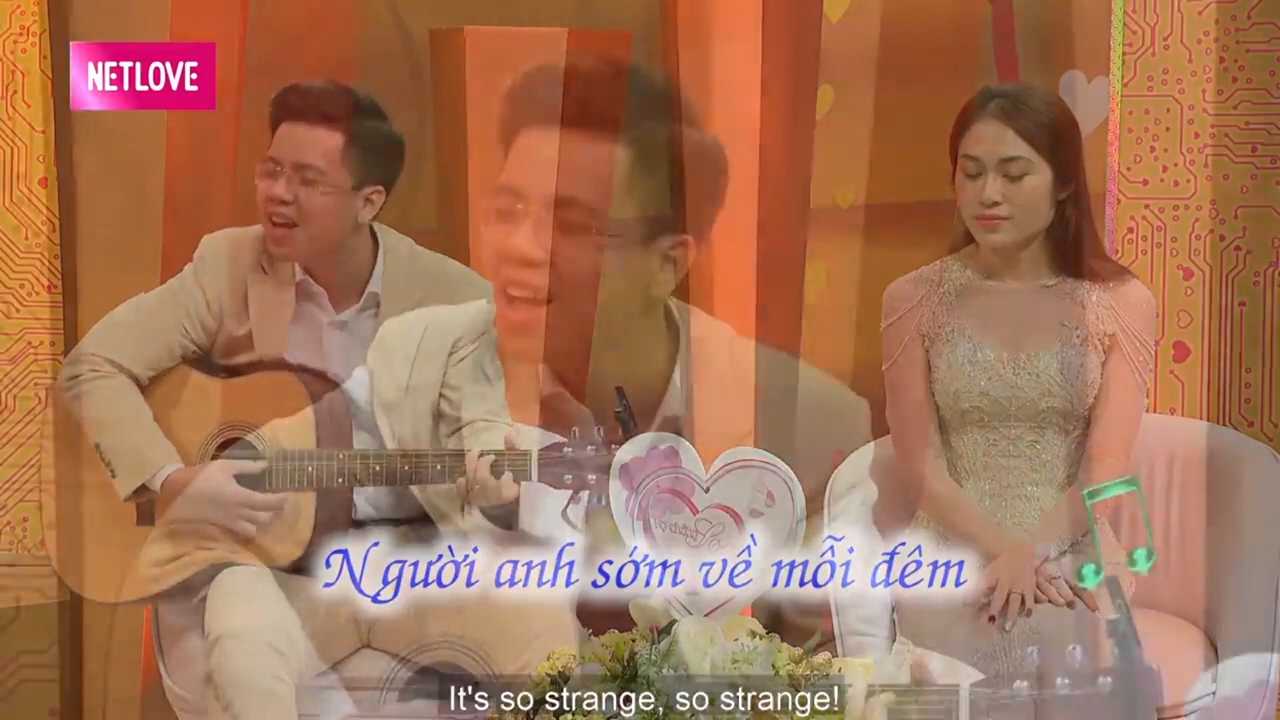 NETLOVE
Người anh sớm về mỗi đêm
It's so strange, so strange!